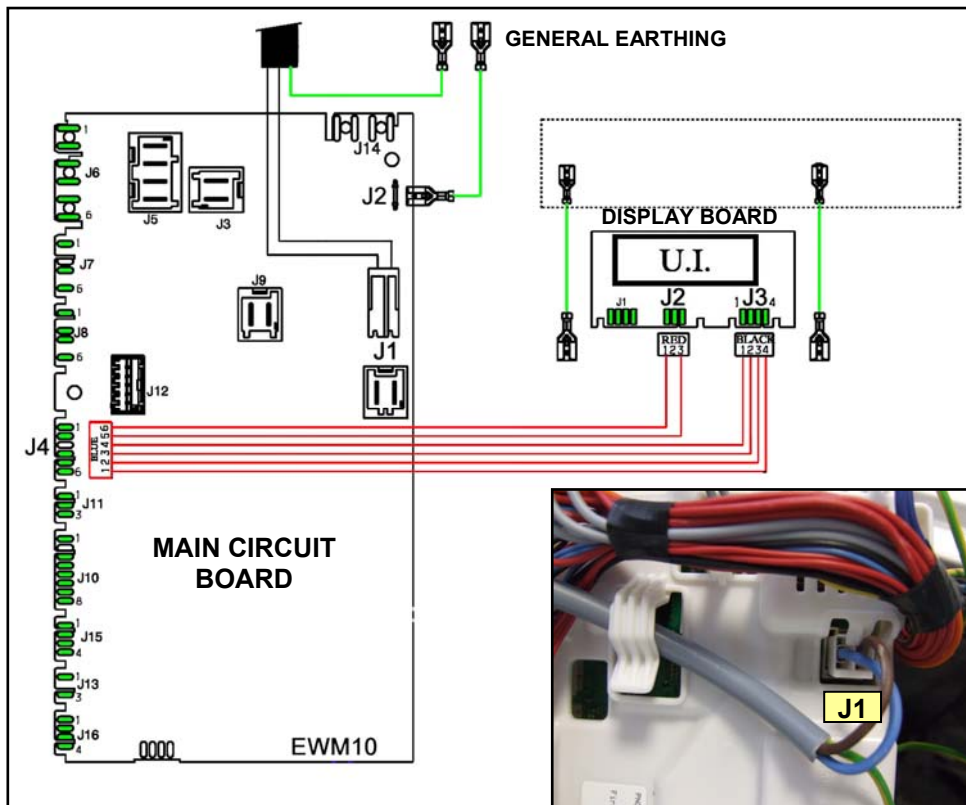 GENERAL EARTHING
1
J6
6
J5
J3
J14
J2
1
J7
6
J9
1
J8
6
J1
J12
DISPLAY BOARD
U.I.
J1
J2
1 J3 4
RED
123
BLACK
1234
J4
1
6
BLUE
123456
1
J11
3
MAIN CIRCUIT
BOARD
1
J10
8
1
J15
4
1
J13
3
1
J16
4
EWM10
J1